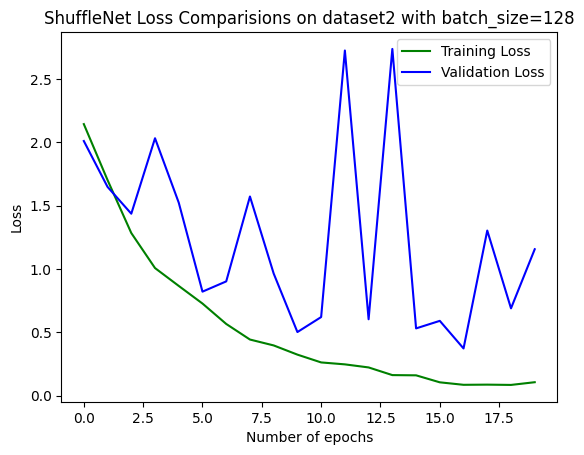 ShuffleNet Loss Comparisions on dataset2 with batch_size=128
Training Loss
Validation Loss
Loss
2.5
2.0
1.5
1.0
0.5
0.0
0.0 2.5 5.0 7.5 10.0 12.5 15.0 17.5
Number of epochs